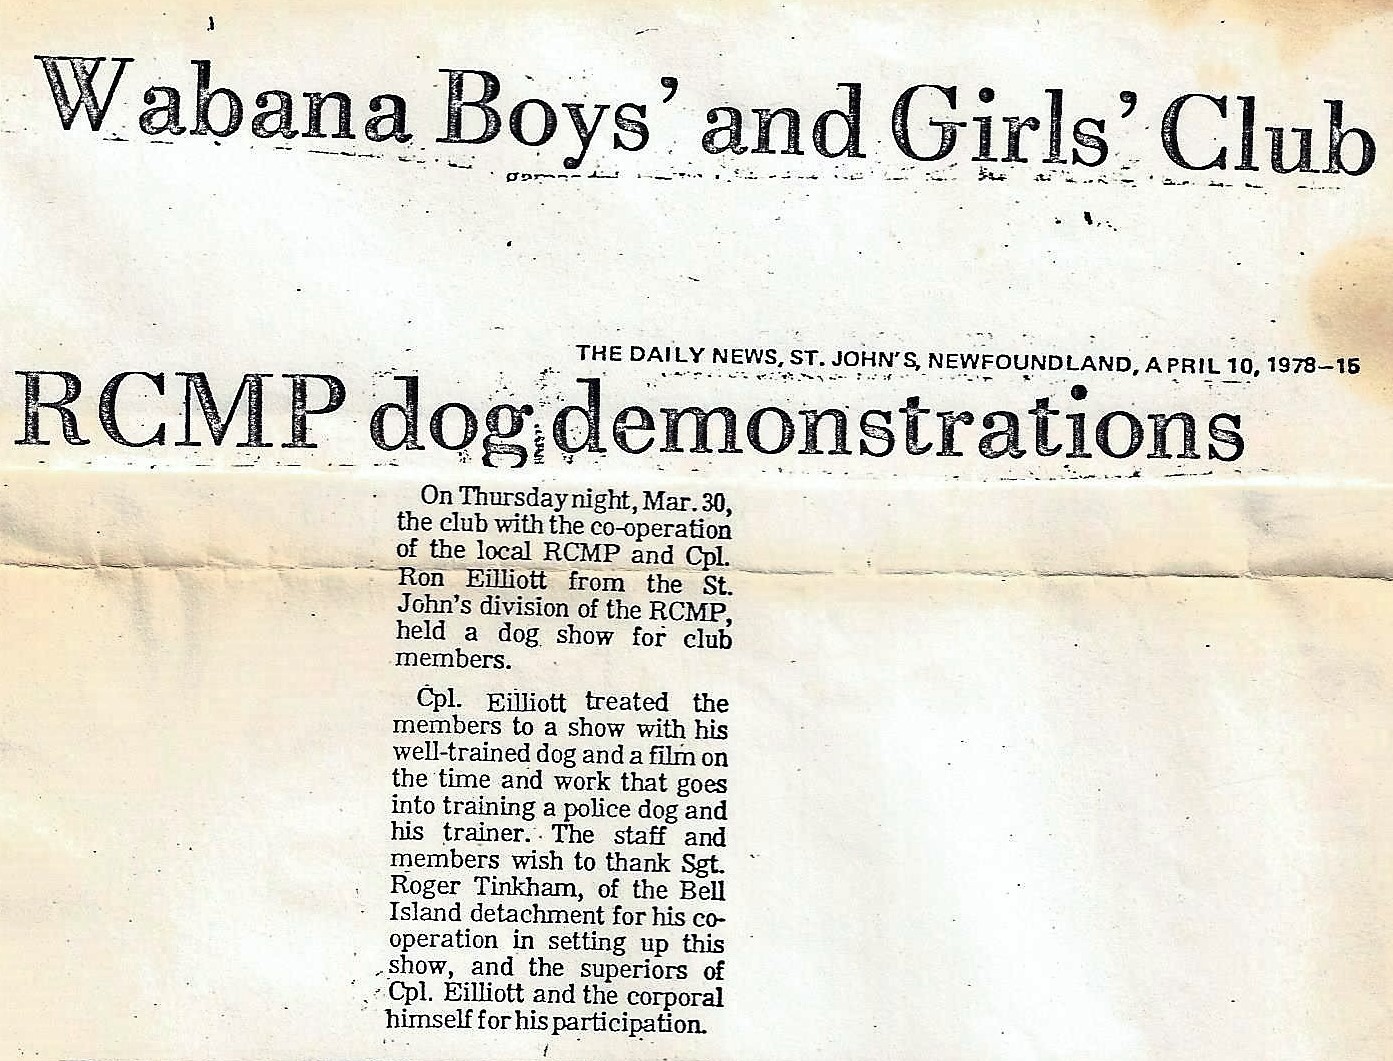 Wabana Boys' and Girls' Club
THE DAILY NEWS, ST. JOHN'S, NEWFOUNDLAND, APRIL 10, 1978-15
RCMP dog demonstrations
On Thursday night, Mar. 30,
the club with the co-operation
of the local RCMP and Cpl.
Ron Eilliott from the St.
John's division of the RCMP,
held a dog show for club
members.
Cpl. Eilliott treated the
members to a show with his
well-trained dog and a film on
the time and work that goes
into training a police dog and
his trainer. The staff and
members wish to thank Sgt.
Roger Tinkham, of the Bell
Island detachment for his co-
operation in setting up this
show, and the superiors of
Cpl. Eilliott and the corporal
himself for his participation.